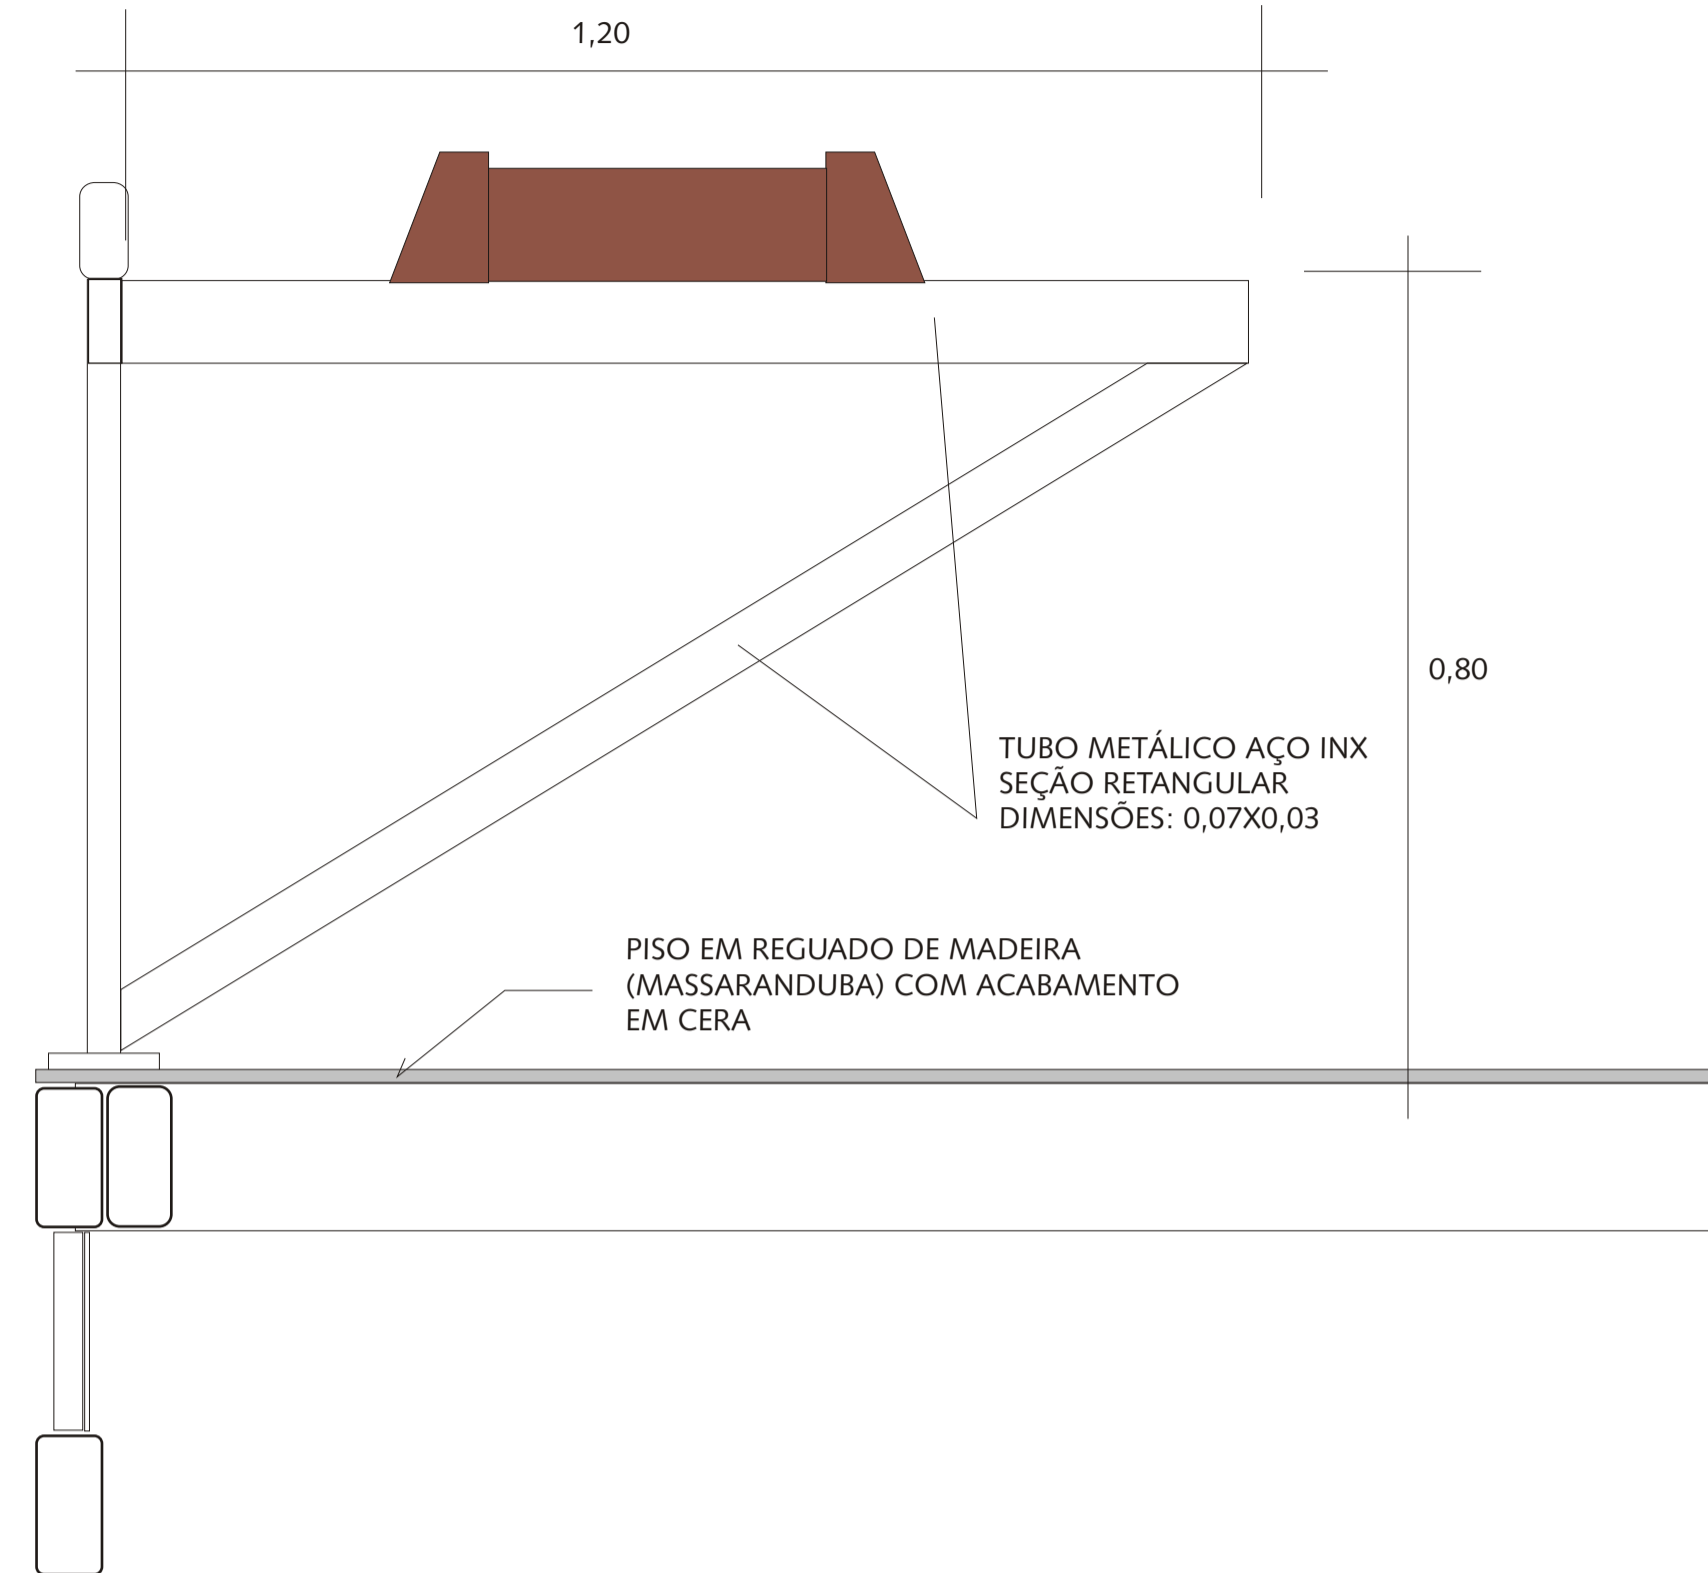 1,20
0,80
TUBO METÁLICO AÇO INX
SEÇÃO RETANGULAR
DIMENSÕES: 0,07X0,03
PISO EM REGUADO DE MADEIRA
(MASSARANDUBA) COM ACABAMENTO
EM CERA